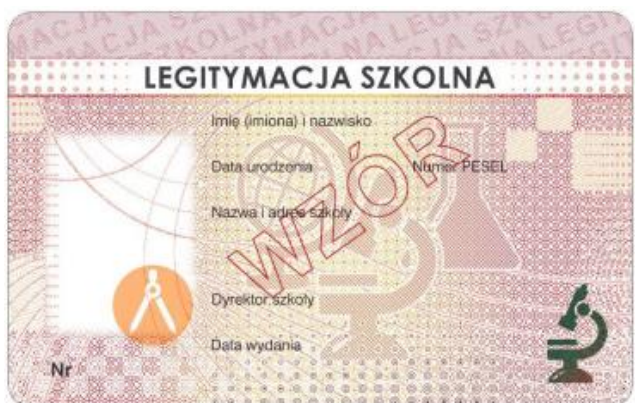 LEGITYMACJA SZKOLNA
Imię (imiona) i nazwisko
Data urodzenia Numer PESEL
Nazwa i adres szkoły
WZÓR
Dyrektor szkoły
Data wydania
Nr